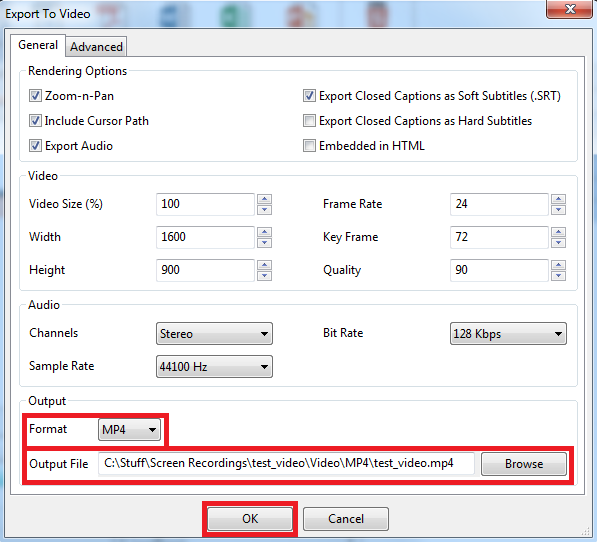 Export To Video
General Advanced
Rendering Options
Zoom-n-Pan Export Closed Captions as Soft Subtitles (.SRT)
Include Cursor Path Export Closed Captions as Hard Subtitles
Export Audio Embedded in HTML
Video
Video Size (%) 100 Frame Rate 24
Width 1600 Key Frame 72
Height 900 Quality 90
Audio
Channels Stereo Bit Rate 128 Kbps
Sample Rate 44100 Hz
Output
Format MP4
Output File C:\Stuff\Screen Recordings\test_video\Video\MP4\test_video.mp4 Browse
OK Cancel